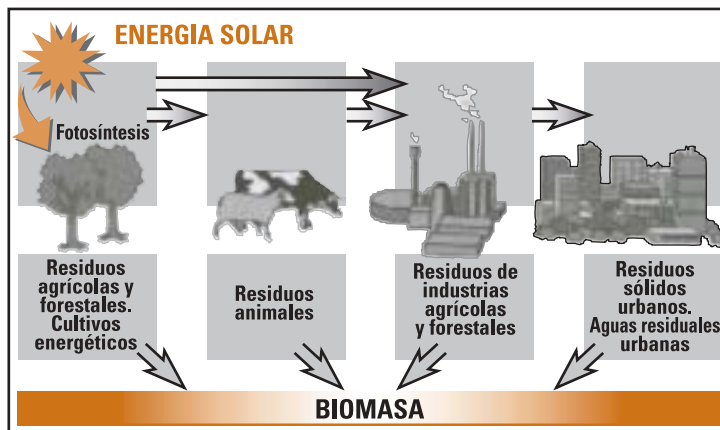 ENERGIA SOLAR
Fotosíntesis
Residuos
agrícolas y
forestales.
Cultivos
energéticos
Residuos
animales
Residuos de
industrias
agrícolas
y forestales
Residuos
sólidos
urbanos.
Aguas residuales
urbanas
BIOMASA